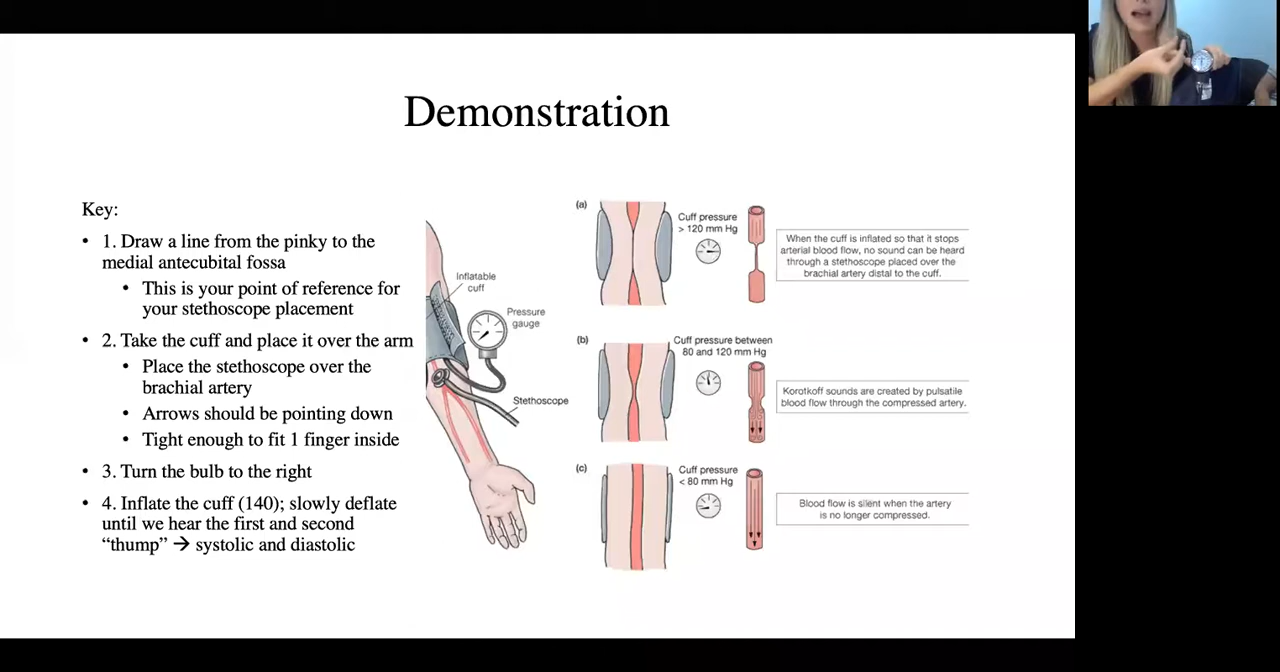 Demonstration
Key:
• 1. Draw a line from the pinky to the
medial antecubital fossa
• This is your point of reference for
your stethoscope placement
• 2. Take the cuff and place it over the arm
• Place the stethoscope over the
brachial artery
• Arrows should be pointing down
• Tight enough to fit 1 finger inside
• 3. Turn the bulb to the right
• 4. Inflate the cuff (140); slowly deflate
until we hear the first and second
“thump” → systolic and diastolic
Inflatable
cuff
Pressure
gauge
Stethoscope
(a)
Cuff pressure
> 120 mm Hg
When the cuff is inflated so that it stops
arterial blood flow, no sound can be heard
through a stethoscope placed over the
brachial artery distal to the cuff.
(b)
Cuff pressure between
80 and 120 mm Hg
Korotkoff sounds are created by pulsatile
blood flow through the compressed artery.
(c)
Cuff pressure
< 80 mm Hg
Blood flow is silent when the artery
is no longer compressed.